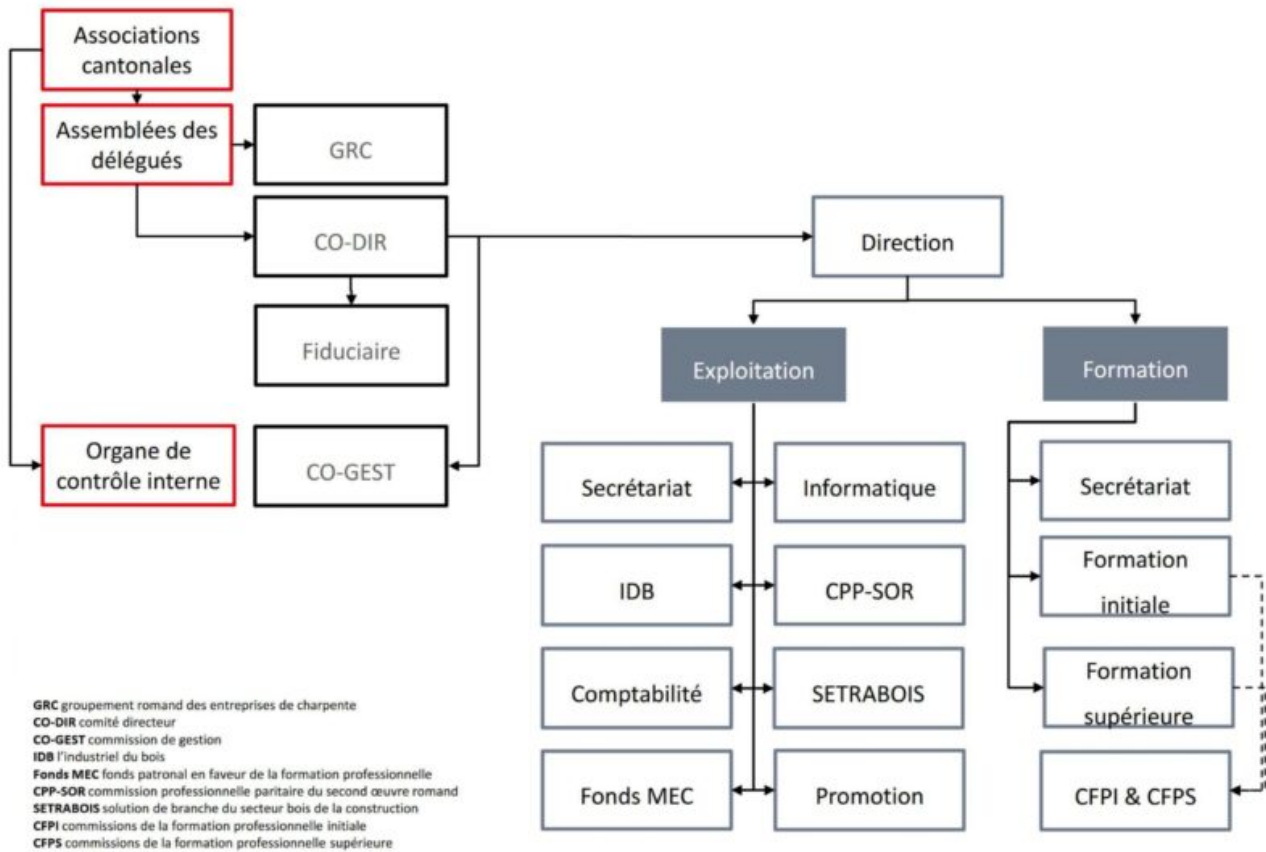 Associations
cantonales
Assemblées des
délégués
GRC
CO-DIR
Direction
Fiduciaire
Exploitation
Formation
Organe de
contrôle interne
CO-GEST
Secrétariat
Informatique
Secrétariat
IDB
CPP-SOR
Formation
initiale
Comptabilité
SETRABOIS
Formation
supérieure
Fonds MEC
Promotion
CFPI & CFPS
GRC groupement romand des entreprises de charpente
CO-DIR comité directeur
CO-GEST commission de gestion
IDB l'industriel du bois
Fonds MEC fonds patronal en faveur de la formation professionnelle
CPP-SOR commission professionnelle paritaire du second œuvre romand
SETRABOIS solution de branche du secteur bois de la construction
CFPI commissions de la formation professionnelle initiale
CFPS commissions de la formation professionnelle supérieure